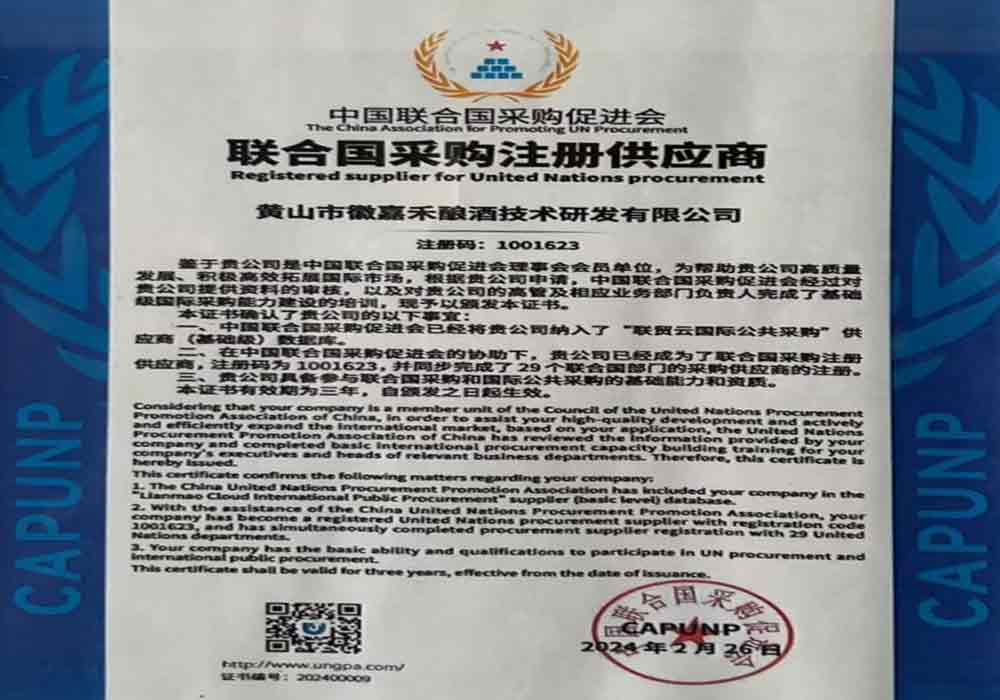 中国联合国采购促进会
The China Association for Promoting UN Procurement
联合国采购注册供应商
Registered supplier for United Nations procurement
黄山市徽嘉禾酿酒技术研发有限公司
注册码：1001623
鉴于贵公司是中国联合国采购促进会理事会会员单位，为帮助贵公司高质量
发展、积极高效拓展国际市场，根据贵公司申请，中国联合国采购促进会经过对
贵公司提供资料的审核，以及对贵公司的高管及相应业务部门负责人完成了基础
级国际采购能力建设的培训，现予以颁发本证书。
本证书确认了贵公司的以下事宜：
一、中国联合国采购促进会已经将贵公司纳入了“联贸云国际公共采购”供
应商（基础级）数据库。
二、在中国联合国采购促进会的协助下，贵公司已经成为了联合国采购注册
供应商，注册码为1001623，并同步完成了29个联合国部门的采购供应商的注册。
三、贵公司具备参与联合国采购和国际公共采购的基础能力和资质。
本证书有效期为三年，自颁发之日起生效。
Considering that your company is a member unit of the Council of the United Nations Procurement
Promotion Association of China, in order to assist your high-quality development and actively
and efficiently expand the international market, based on your application, the United Nations
Procurement Promotion Association of China has reviewed the information provided by your
company and completed basic international procurement capacity building training for your
company's executives and heads of relevant business departments. Therefore, this certificate is
hereby issued.
This certificate confirms the following matters regarding your company:
1. The China United Nations Procurement Promotion Association has included your company in the
"Lianmao Cloud International Public Procurement" supplier (basic level) database.
2. With the assistance of the China United Nations Procurement Promotion Association, your
company has become a registered United Nations procurement supplier with registration code
1001623, and has simultaneously completed procurement supplier registration with 29 United
Nations departments.
3. Your company has the basic ability and qualifications to participate in UN procurement and
international public procurement.
This certificate shall be valid for three years, effective from the date of issuance.
中国联合国采购促进会
CAPUNP
2024年2月26日
http://www.ungpa.com/
证书编号：202400009
CAPUNP
CAPUNP